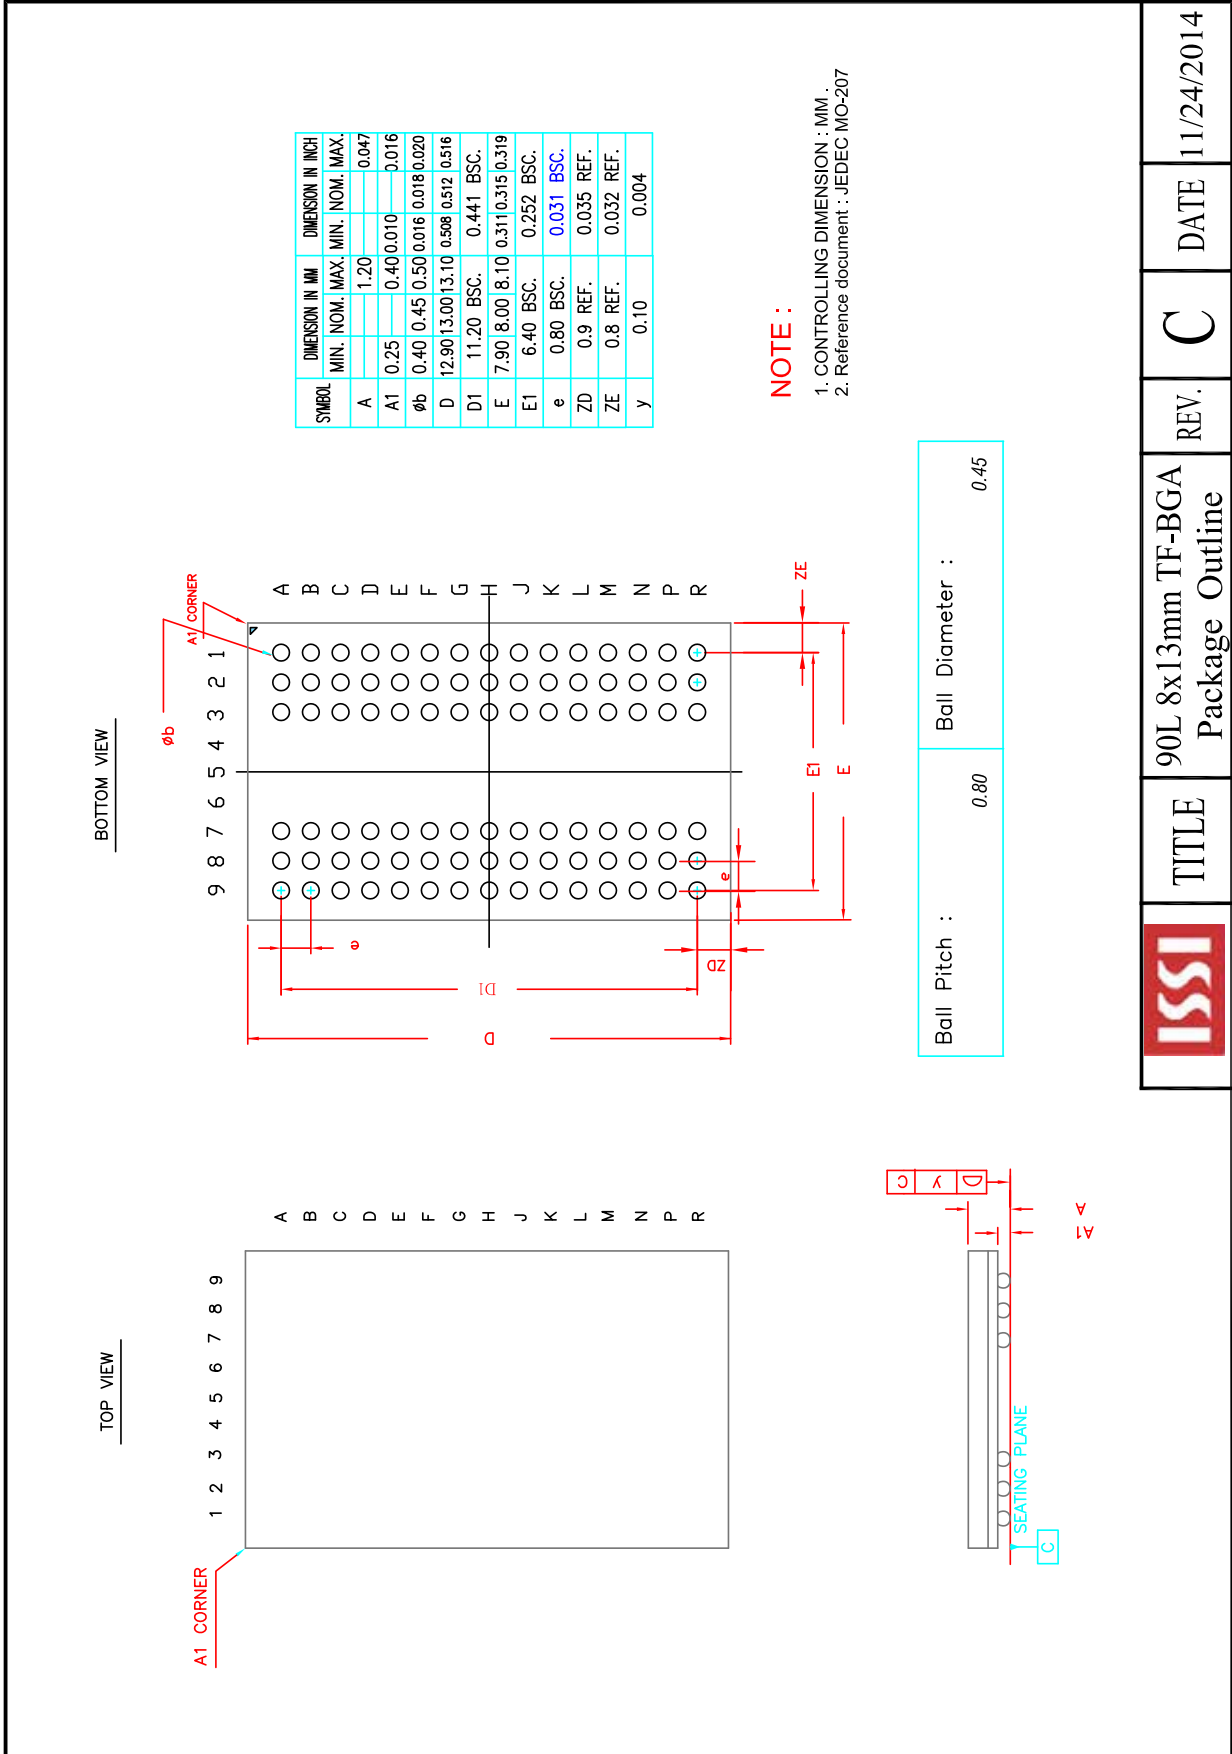 TOP VIEW
A1 CORNER
1 2 3 4 5 6 7 8 9
A
B
C
D
E
F
G
H
J
K
L
M
N
P
R
BOTTOM VIEW
øb
A1 CORNER
9 8 7 6 5 4 3 2 1
A
B
C
D
E
F
G
H
J
K
L
M
N
P
R
e
D1
D
ZD
e
ZE
E1
E
SYMBOL DIMENSION IN MM DIMENSION IN INCH
MIN. NOM. MAX. MIN. NOM. MAX.
A 1.20 0.047
A1 0.25 0.40 0.010 0.016
øb 0.40 0.45 0.50 0.016 0.018 0.020
D 12.90 13.00 13.10 0.508 0.512 0.516
D1 11.20 BSC. 0.441 BSC.
E 7.90 8.00 8.10 0.311 0.315 0.319
E1 6.40 BSC. 0.252 BSC.
e 0.80 BSC. 0.031 BSC.
ZD 0.9 REF. 0.035 REF.
ZE 0.8 REF. 0.032 REF.
y 0.10 0.004
NOTE :
1. CONTROLLING DIMENSION : MM .
2. Reference document : JEDEC MO-207
C y
A
A1
SEATING PLANE
C
Ball Pitch : 0.80
Ball Diameter : 0.45
ISSI
TITLE
90L 8x13mm TF-BGA
Package Outline
REV.
C
DATE
11/24/2014